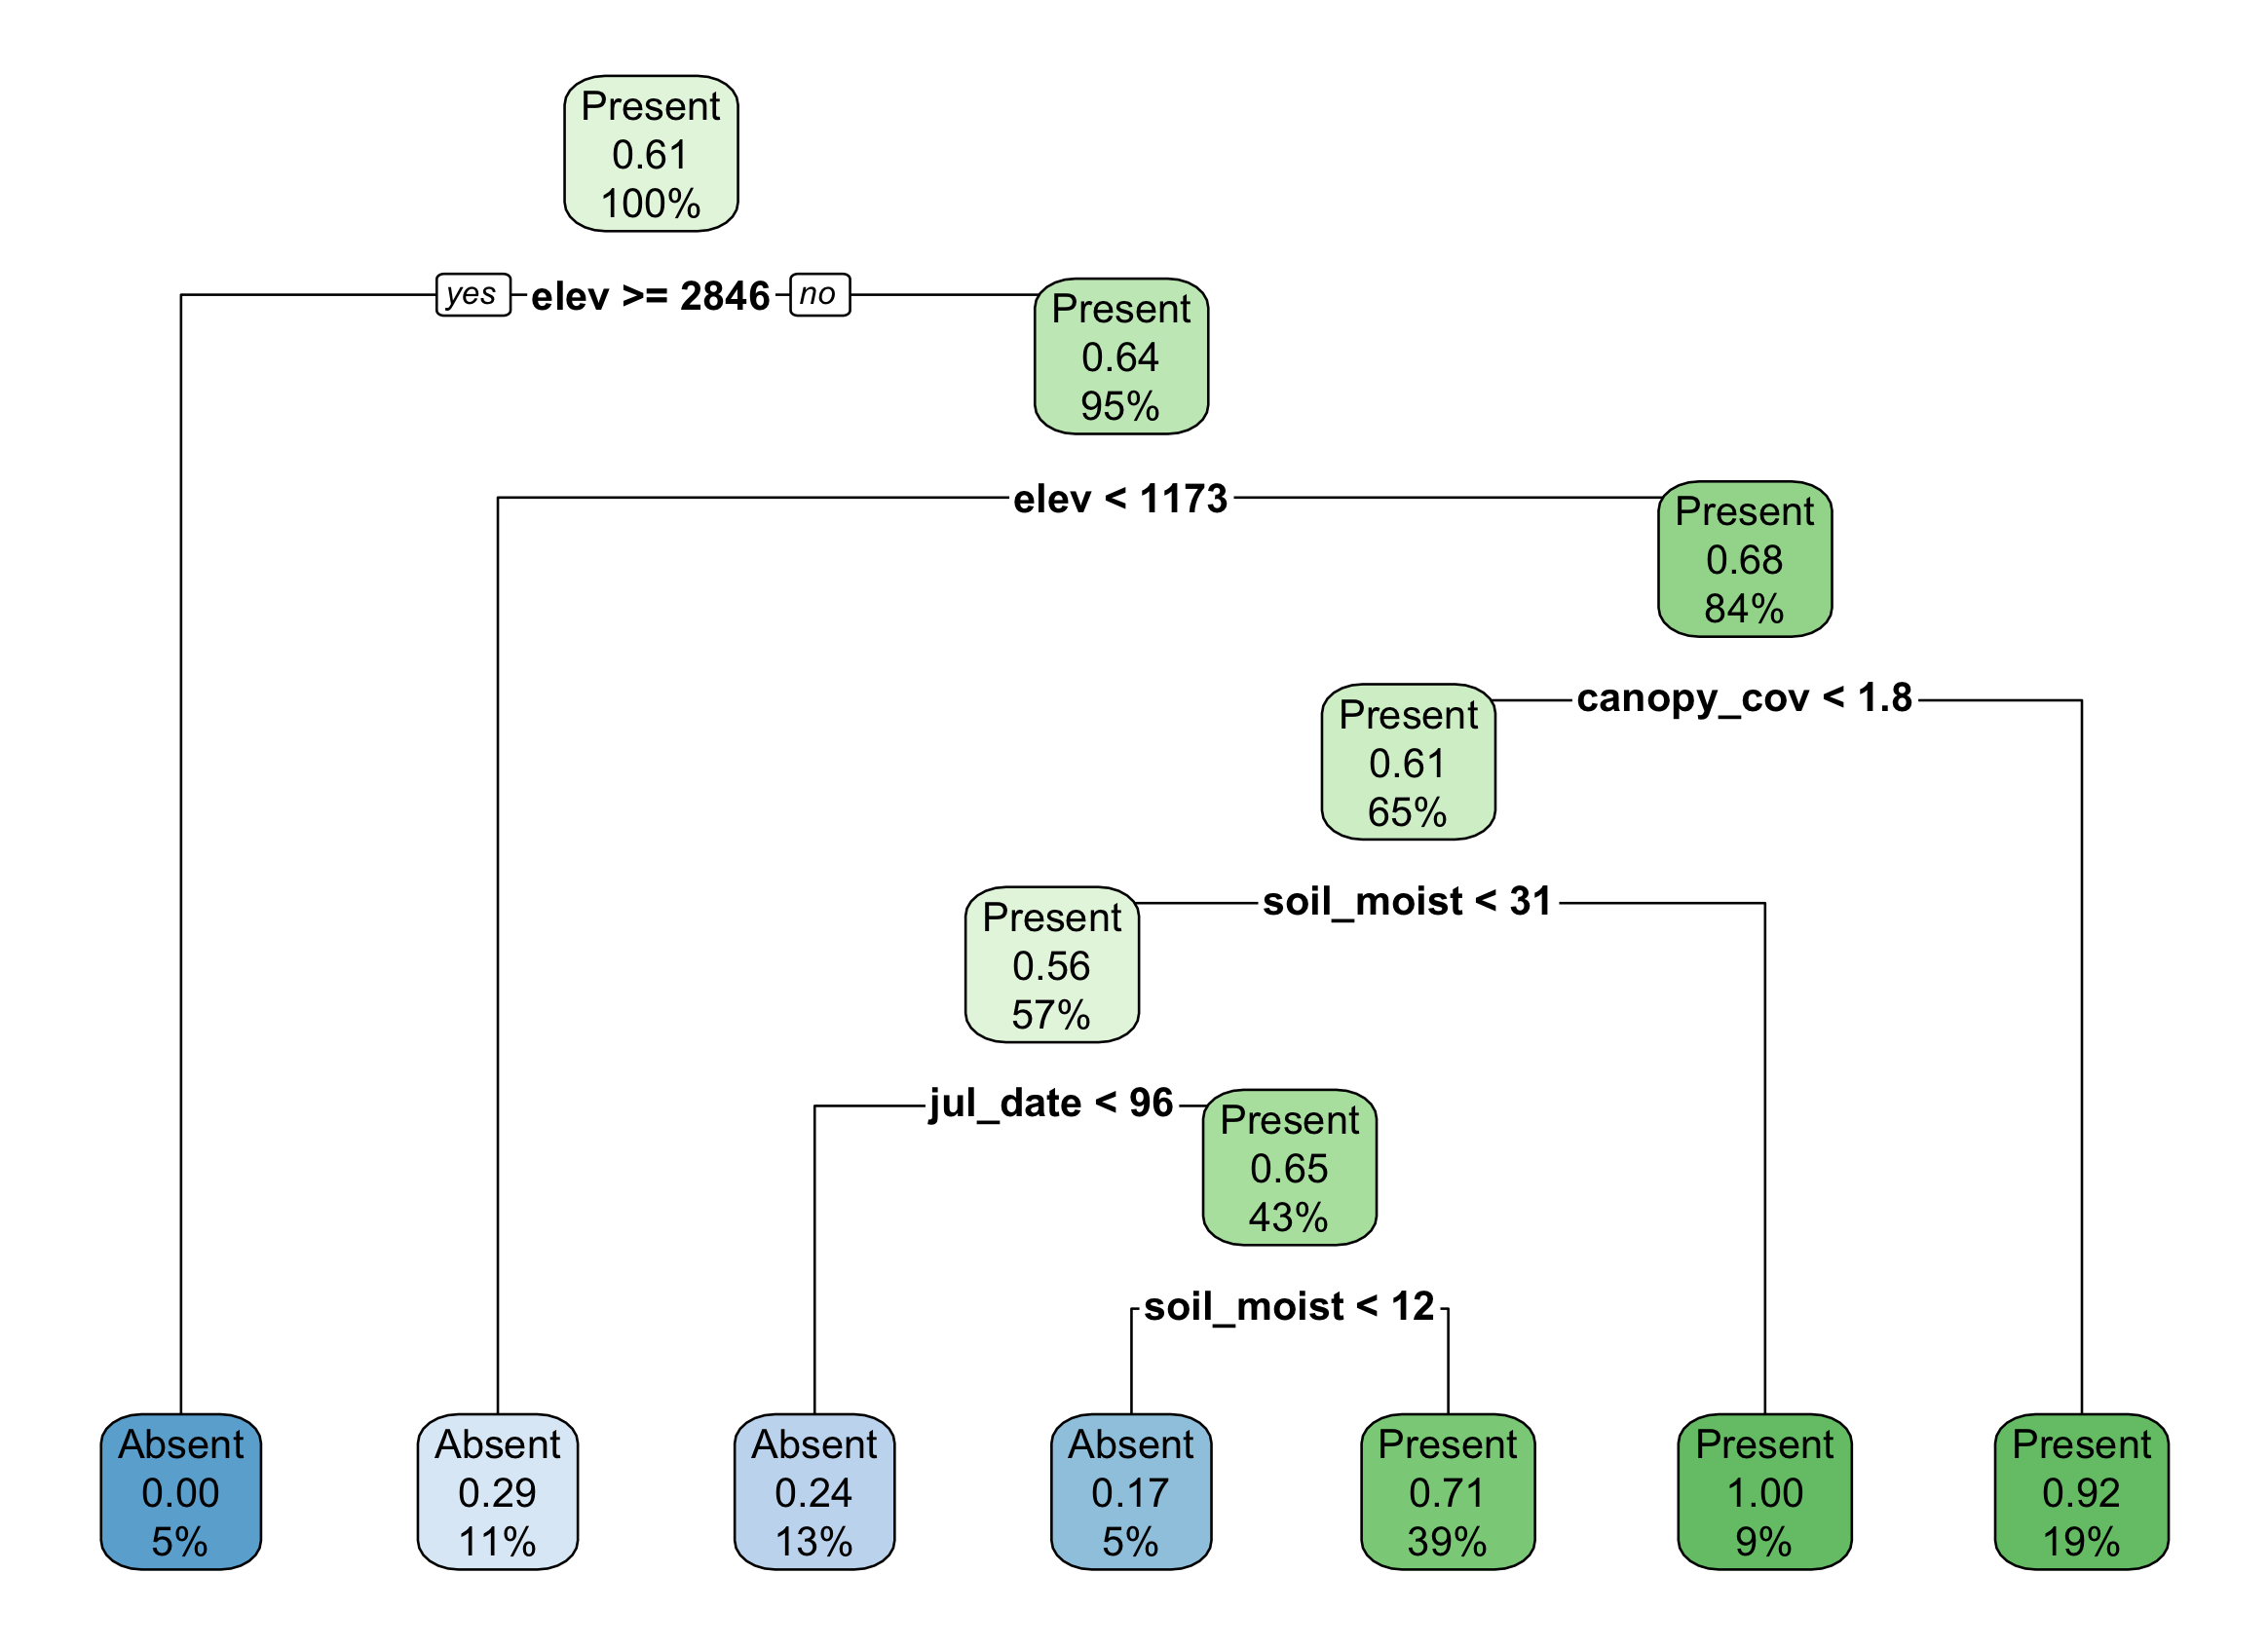 Present
0.61
100%
yes
elev >= 2846
no
Present
0.64
95%
elev < 1173
Present
0.68
84%
canopy_cov < 1.8
Present
0.61
65%
soil_moist < 31
Present
0.56
57%
jul_date < 96
Present
0.65
43%
soil_moist < 12
Absent
0.00
5%
Absent
0.29
11%
Absent
0.24
13%
Absent
0.17
5%
Present
0.71
39%
Present
1.00
9%
Present
0.92
19%